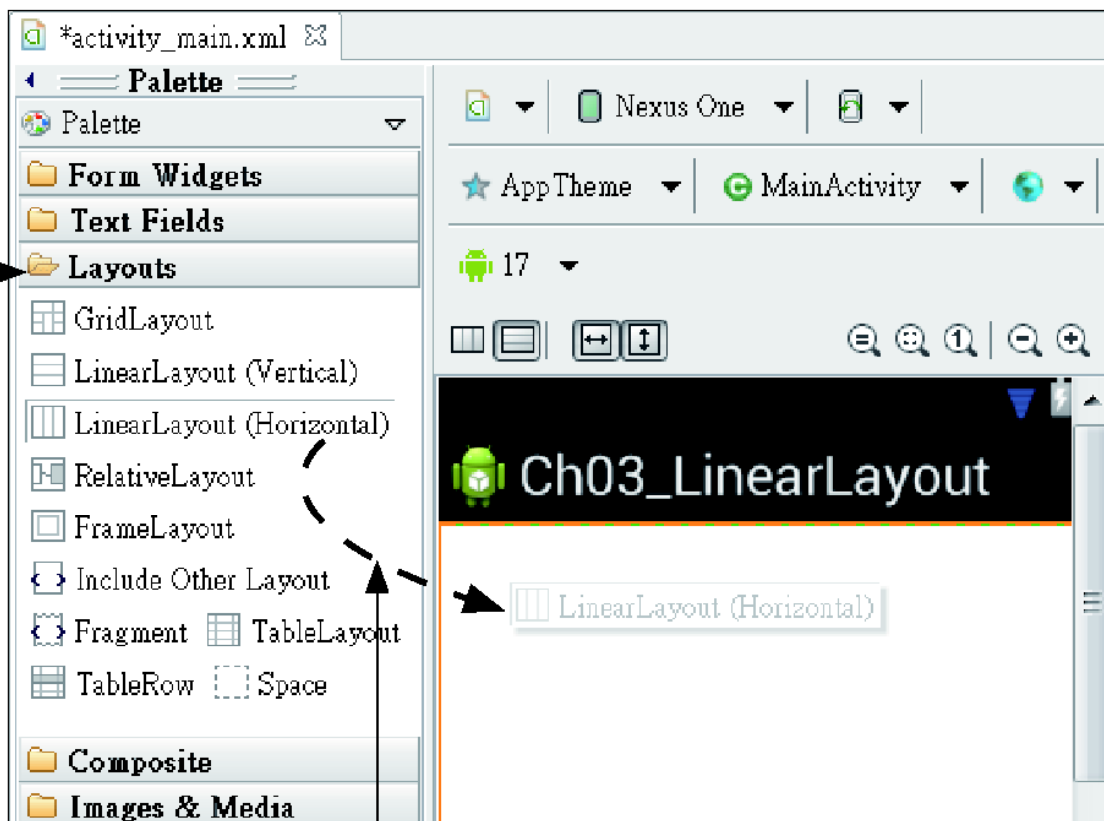 *activity_main.xml
Palette
Palette
Form Widgets
Text Fields
Layouts
GridLayout
LinearLayout (Vertical)
LinearLayout (Horizontal)
RelativeLayout
FrameLayout
Include Other Layout
Fragment TableLayout
TableRow Space
Composite
Images & Media
Nexus One
AppTheme MainActivity
17
1
Ch03_LinearLayout
LinearLayout (Horizontal)